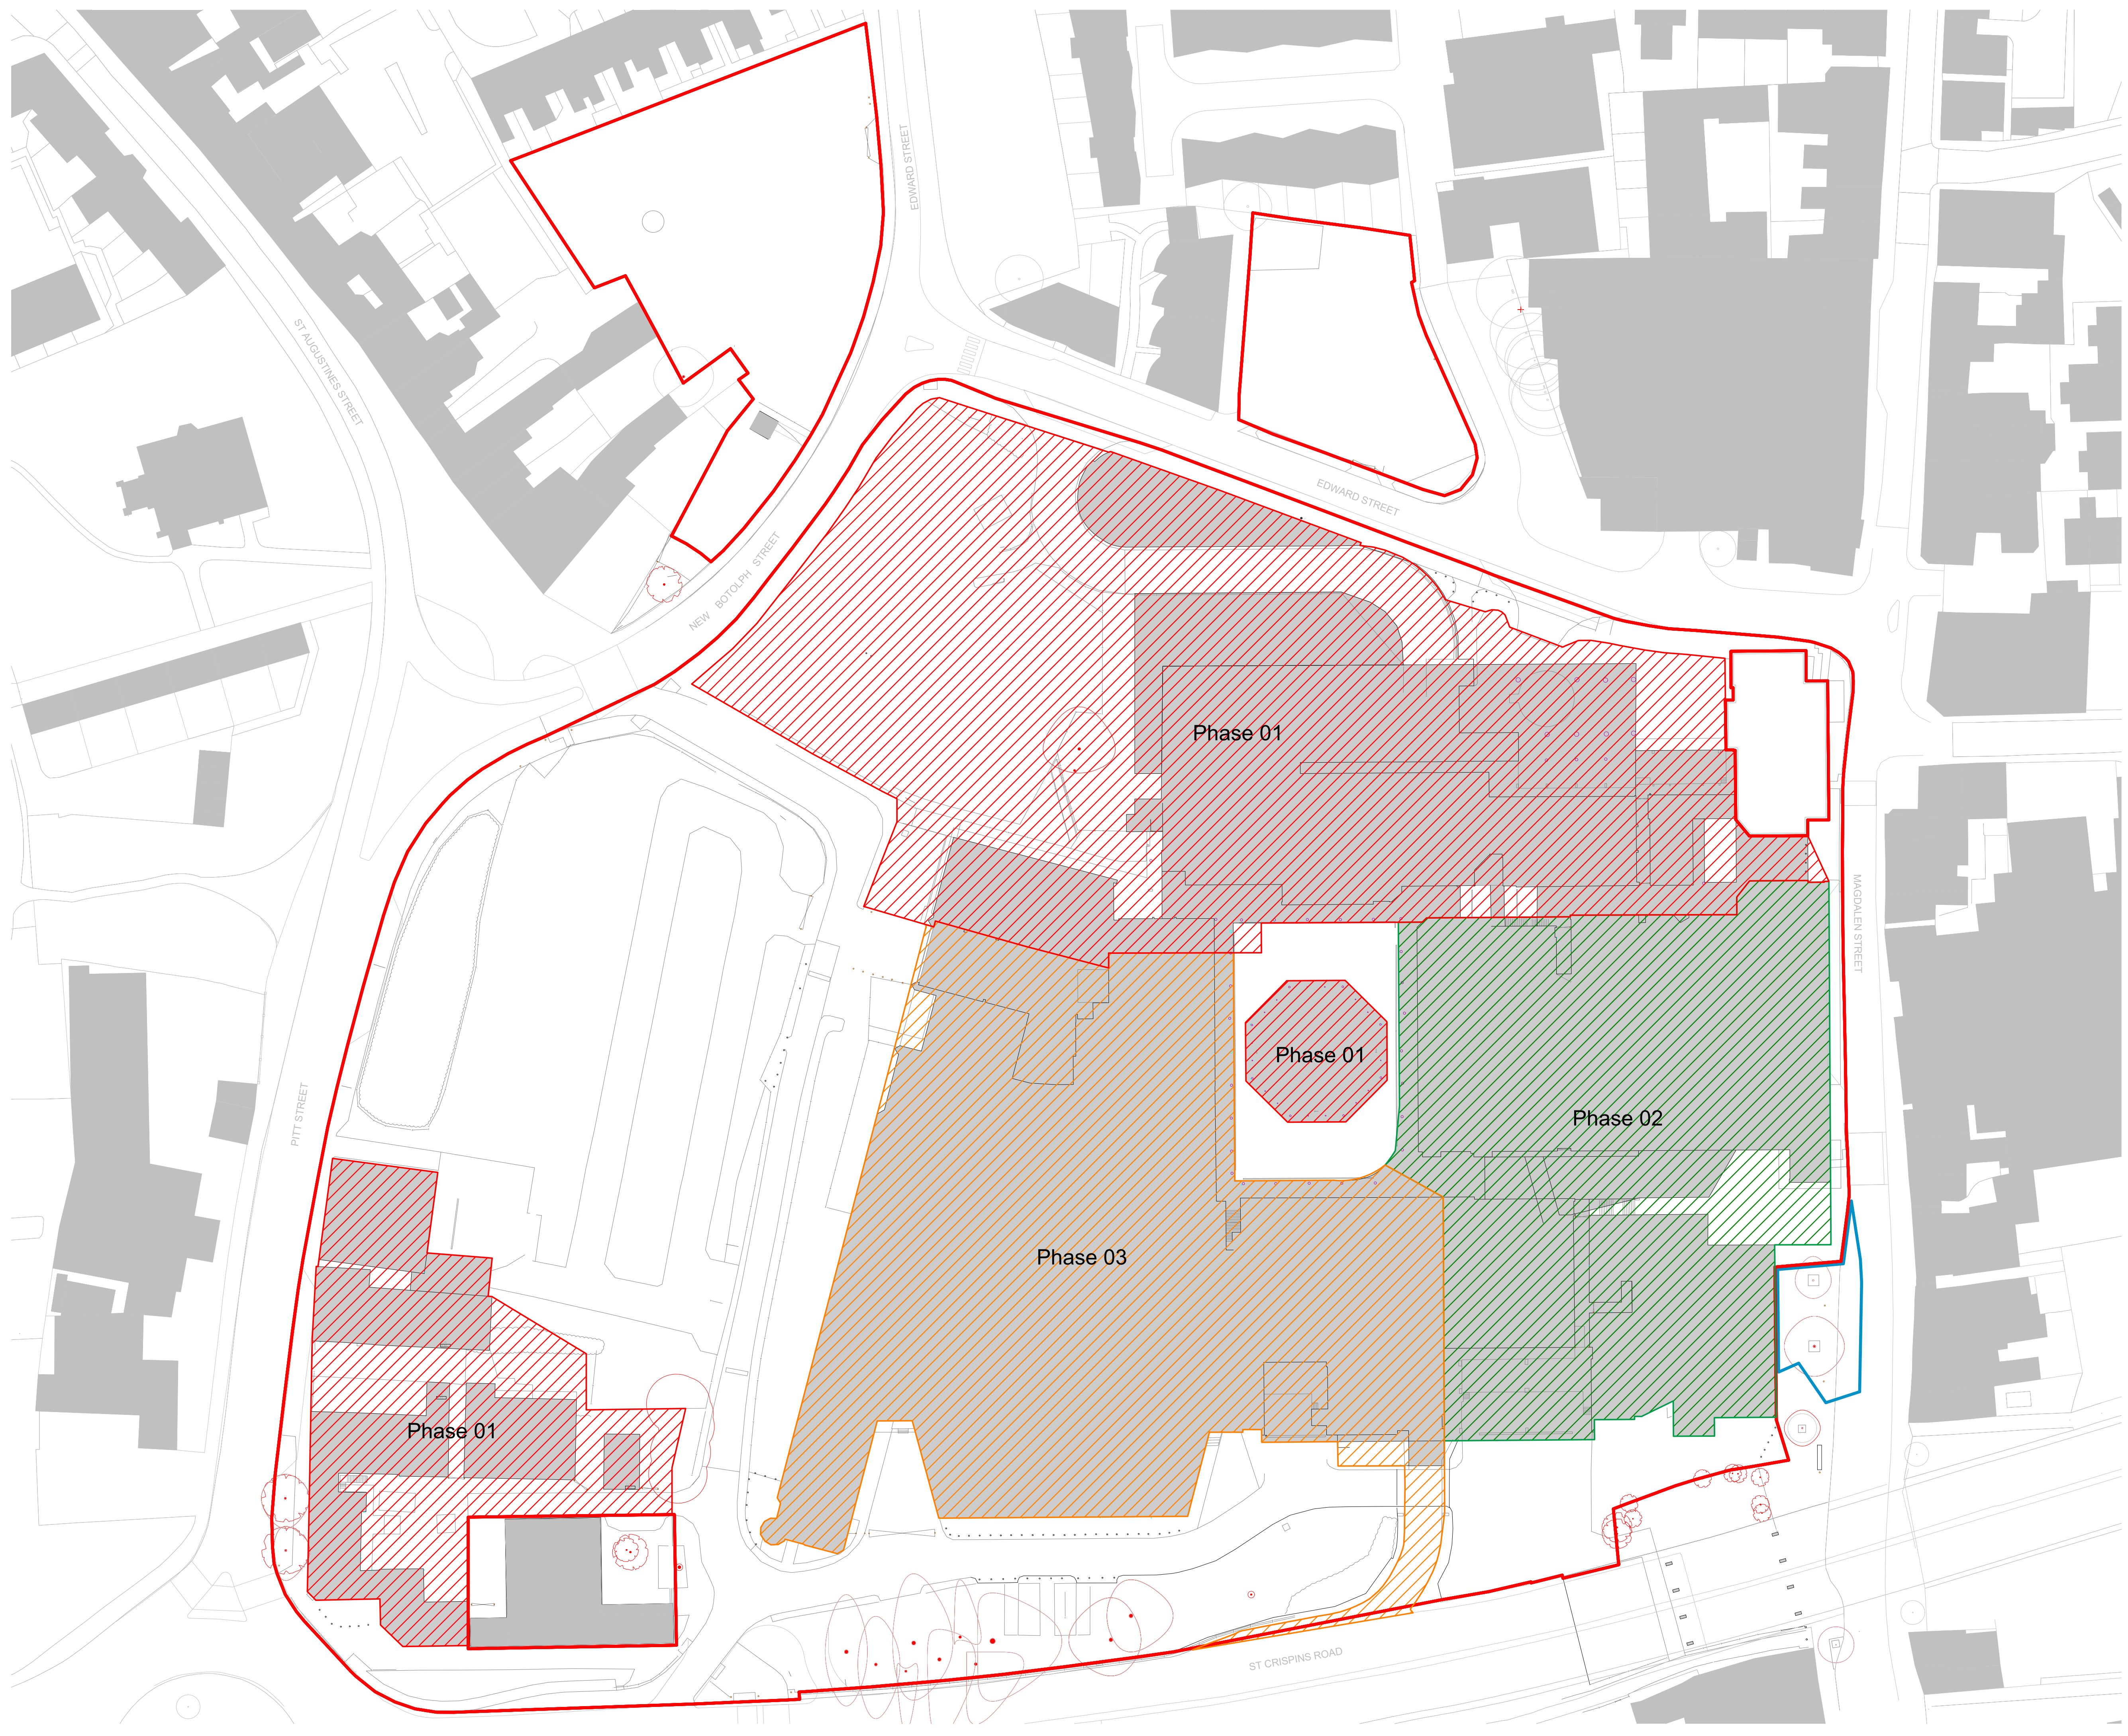 EDWARD STREET
ST AUGUSTINES STREET
EDWARD STREET
NEW BOTOLPH STREET
Phase 01
MAGDALEN STREET
Phase 01
PITT STREET
Phase 02
Phase 03
Phase 01
ST CRISPINS ROAD